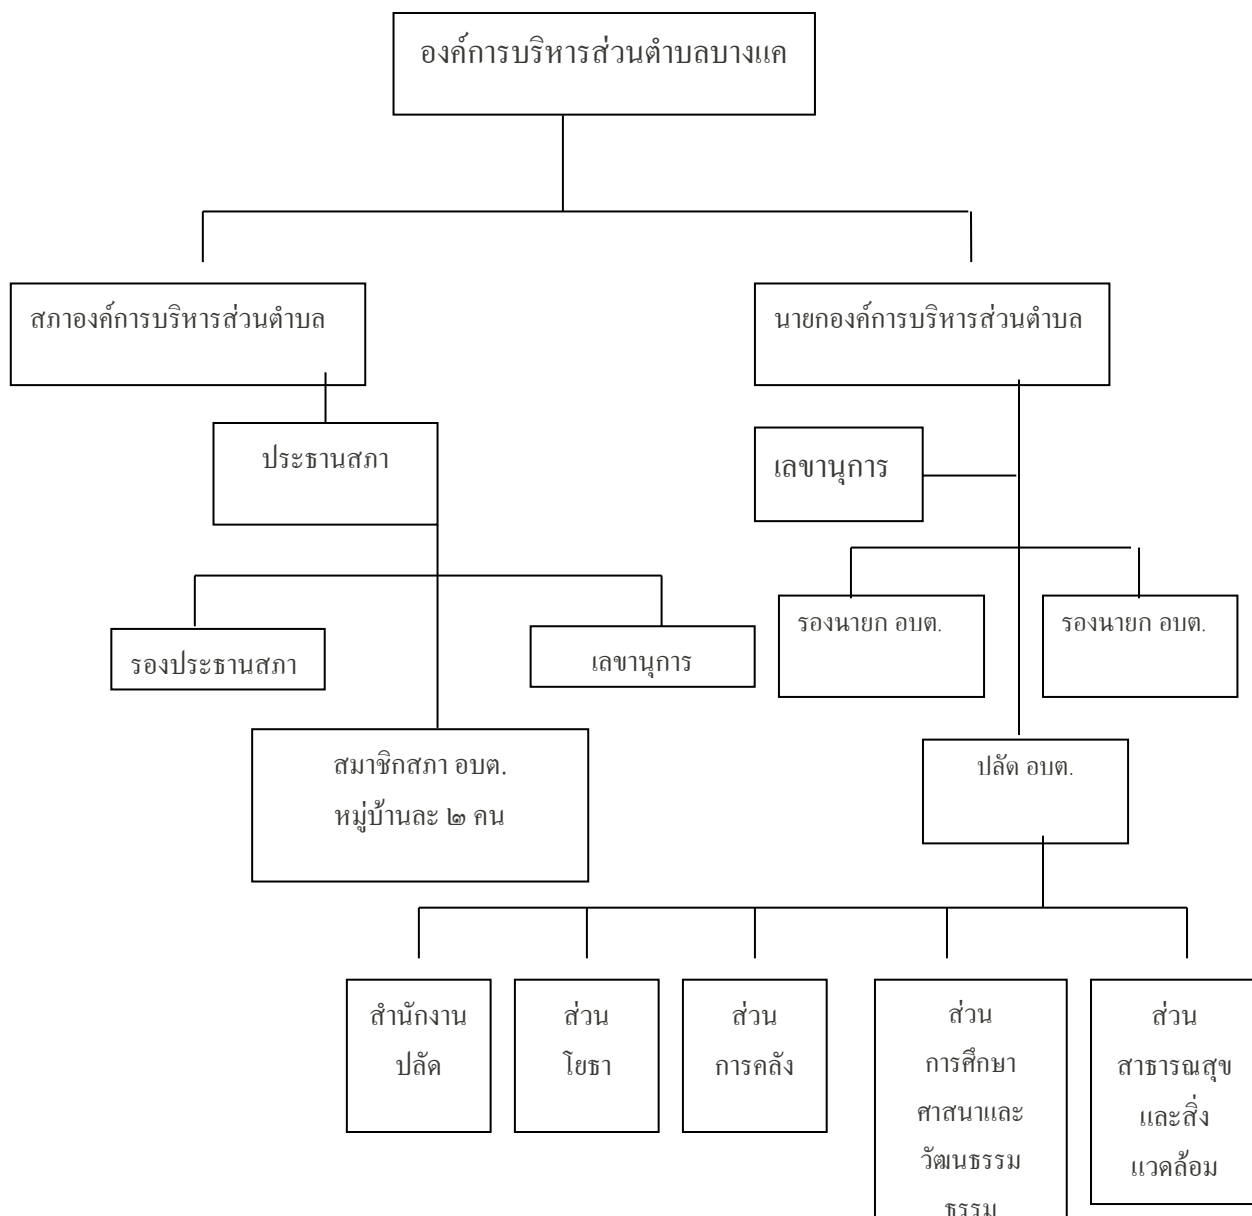 องค์การบริหารส่วนตำบลบางแค
สภาองค์การบริหารส่วนตำบล
นายกองค์การบริหารส่วนตำบล
ประธานสภา
เลขานุการ
รองประธานสภา
เลขานุการ
รองนายก อบต.
รองนายก อบต.
สมาชิกสภา อบต.
หมู่บ้านละ ๒ คน
ปลัด อบต.
สำนักงาน
ปลัด
ส่วน
โยธา
ส่วน
การคลัง
ส่วน
การศึกษา
ศาสนาและ
วัฒนธรรม
ธรรม
ส่วน
สาธารณสุข
และสิ่ง
แวดล้อม